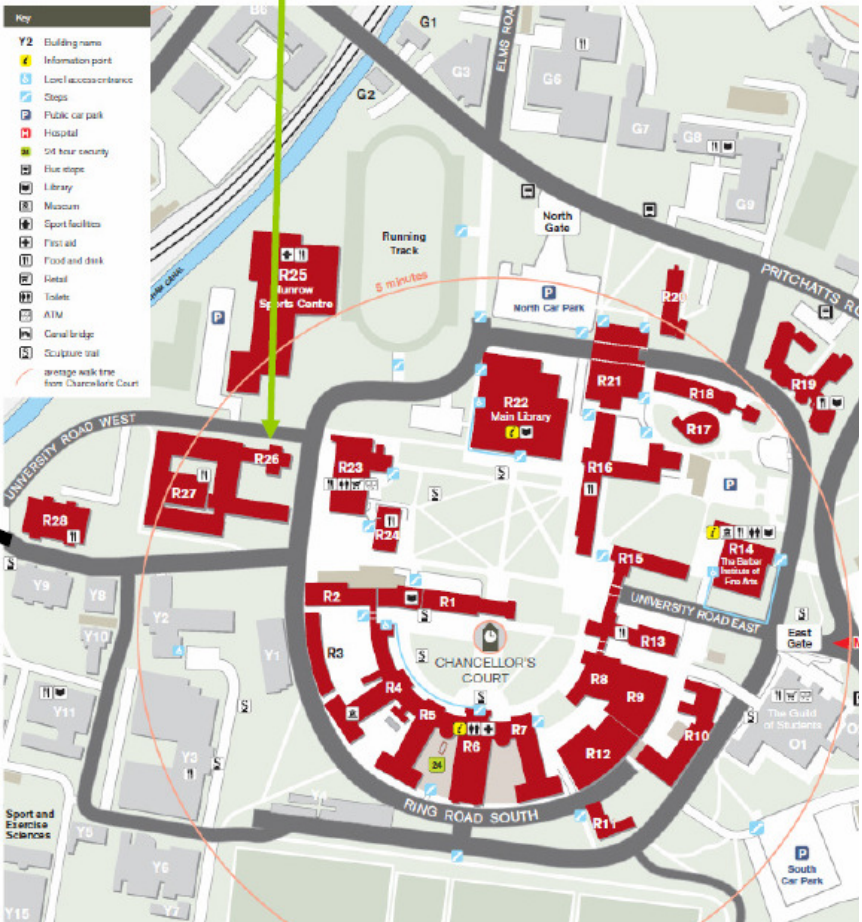 Key
Y2 Building name
Information point
Level access entrance
Steps
P Public car park
H Hospital
24 24 hour security
Bus stops
Library
Museum
Sport facilities
First aid
Food and drink
Retail
Toilets
ATM
Canal bridge
S Sculpture trail
average walk time
from Chancellor's Court
B6
G1
G2
G3
ELMS ROAD
G6
G7
G8
G9
CANAL
North
Gate
PRITCHATTS RO
Running
Track
5 minutes
R25
Munrow
Sports Centre
P
P
North Car Park
R20
R21
R22
Main Library
R18
R19
R17
UNIVERSITY ROAD WEST
R26
R27
R28
R23
R24
R16
P
S
S
S
R14
The Barber
Institute of
Fine Arts
R15
UNIVERSITY ROAD EAST
East
Gate
R13
R2
R1
S
CHANCELLOR'S
COURT
S
S
R3
R4
R5
R6
R7
24
R8
R9
R10
R12
R11
RING ROAD SOUTH
The Guild
of Students
O1
S
S
S
Y9
Y8
Y10
Y2
Y1
Y11
Y3
S
S
Y4
Sport and
Exercise
Sciences
Y5
Y6
Y7
Y15
P
South
Car Park